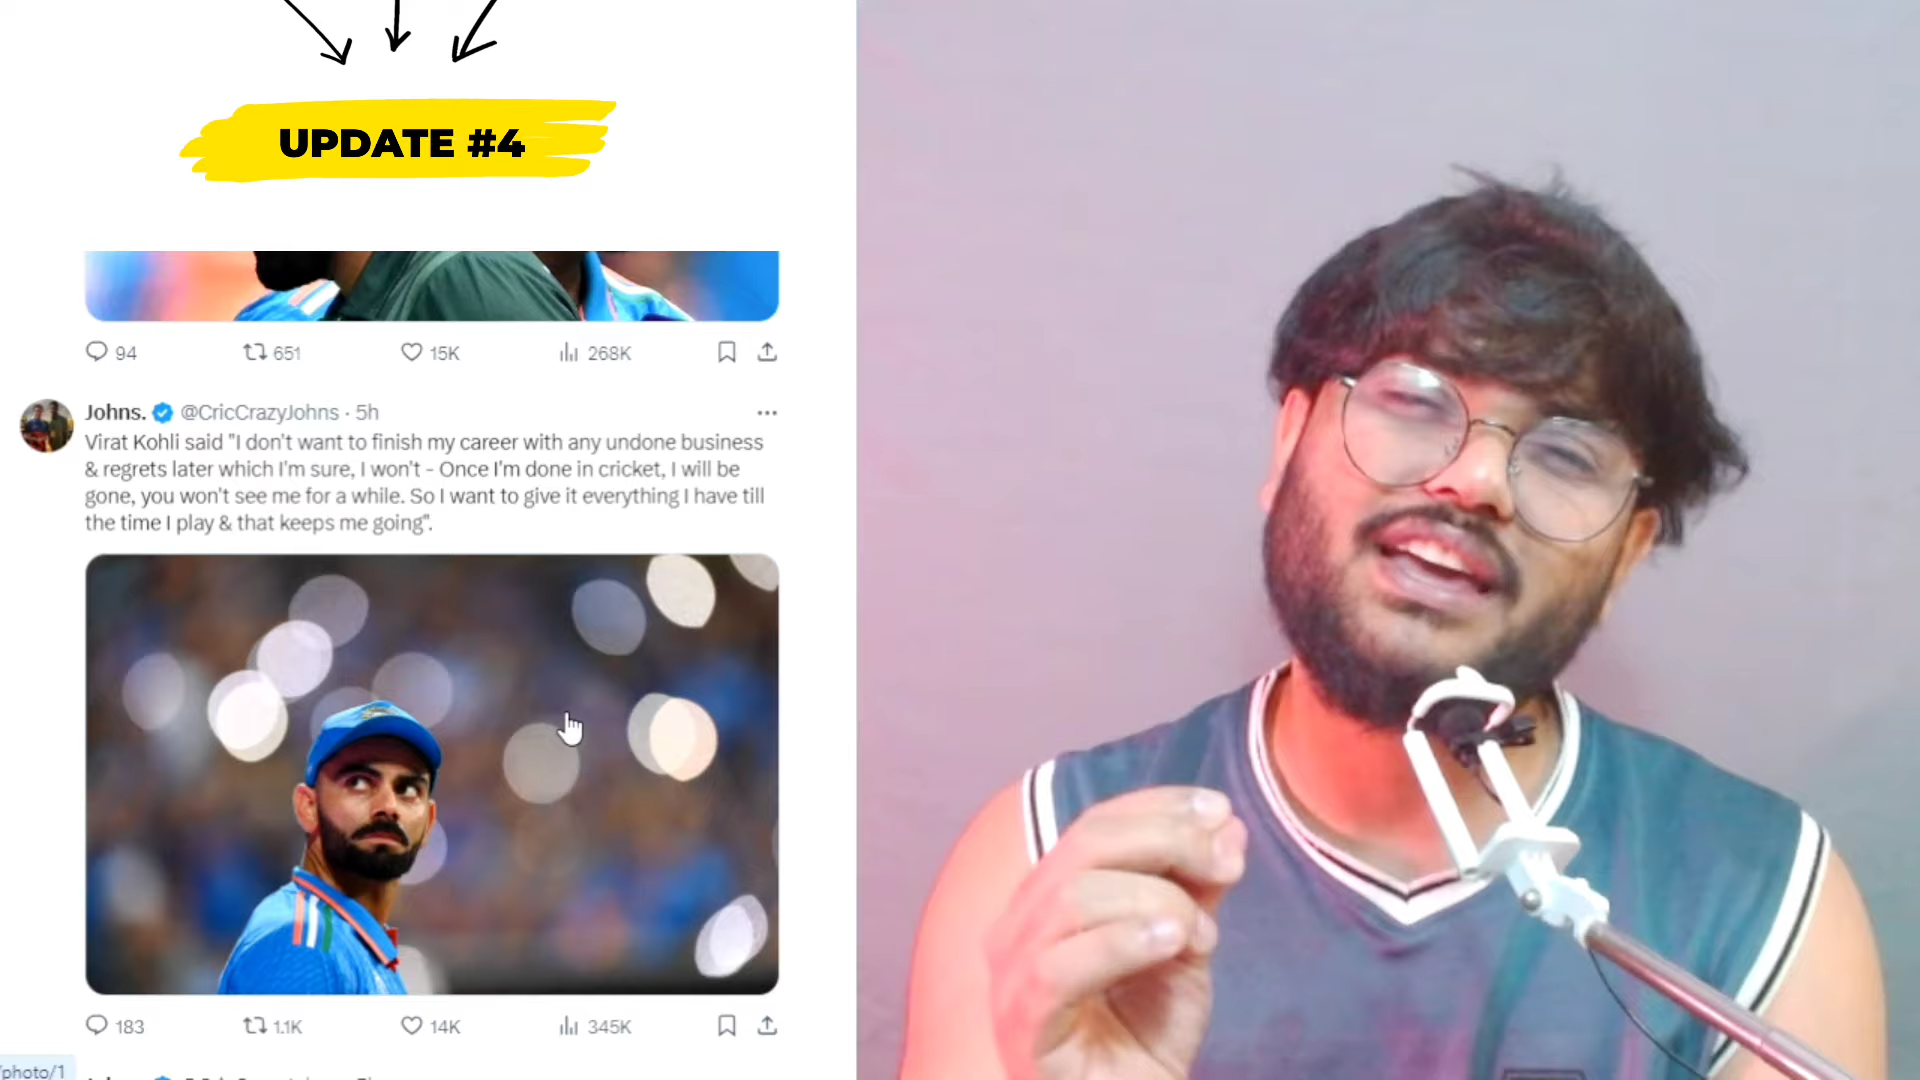 UPDATE #4
94 651 15K 268K
Johns. @CricCrazyJohns · 5h
Virat Kohli said "I don't want to finish my career with any undone business
& regrets later which I'm sure, I won't - Once I'm done in cricket, I will be
gone, you won't see me for a while. So I want to give it everything I have till
the time I play & that keeps me going".
183 1.1K 14K 345K
/photo/1